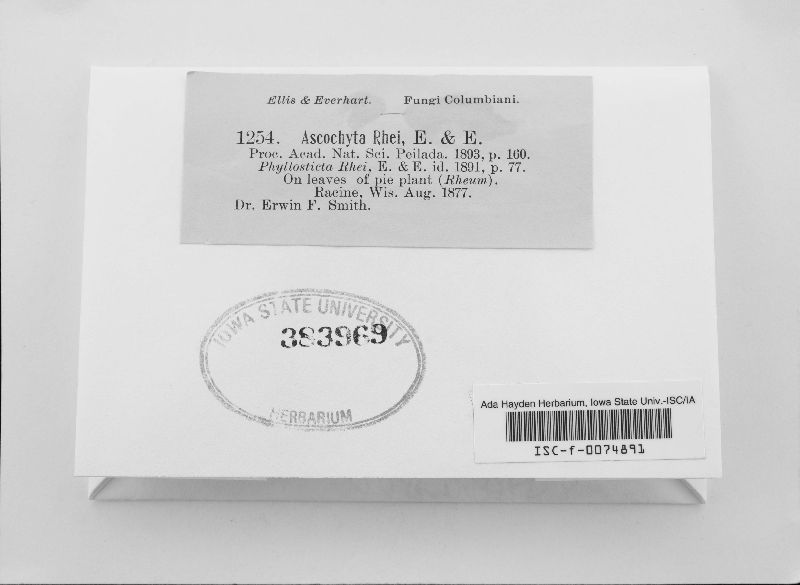 Ellis & Everhart. Fungi Columbiani.
1254. Ascochyta Rhei, E. & E.
Proc. Acad. Nat. Sci. Peilada. 1893, p. 160.
Phyllosticta Rhei, E. & E. id. 1891, p. 77.
On leaves of pie plant (Rheum).
Racine, Wis. Aug. 1877.
Dr. Erwin F. Smith.
IOWA STATE UNIVERSITY
383969
HERBARIUM
Ada Hayden Herbarium, Iowa State Univ.-ISC/IA
ISC-f-0074891